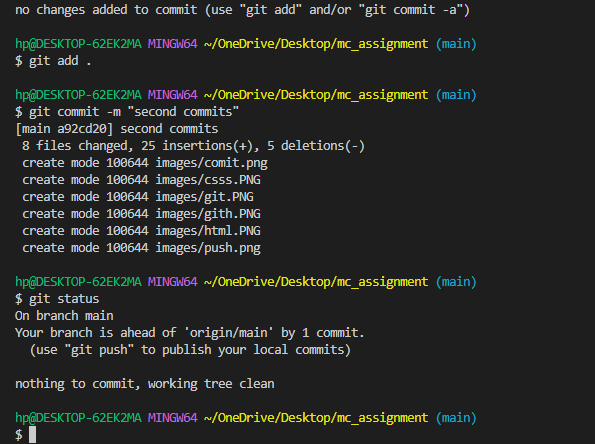 no changes added to commit (use "git add" and/or "git commit -a")
hp@DESKTOP-62EK2MA MINGW64 ~/OneDrive/Desktop/mc_assignment (main)
$ git add .
hp@DESKTOP-62EK2MA MINGW64 ~/OneDrive/Desktop/mc_assignment (main)
$ git commit -m "second commits"
[main a92cd20] second commits
8 files changed, 25 insertions(+), 5 deletions(-)
create mode 100644 images/comit.png
create mode 100644 images/csss.PNG
create mode 100644 images/git.PNG
create mode 100644 images/gith.PNG
create mode 100644 images/html.PNG
create mode 100644 images/push.png
hp@DESKTOP-62EK2MA MINGW64 ~/OneDrive/Desktop/mc_assignment (main)
$ git status
On branch main
Your branch is ahead of 'origin/main' by 1 commit.
(use "git push" to publish your local commits)
nothing to commit, working tree clean
hp@DESKTOP-62EK2MA MINGW64 ~/OneDrive/Desktop/mc_assignment (main)
$